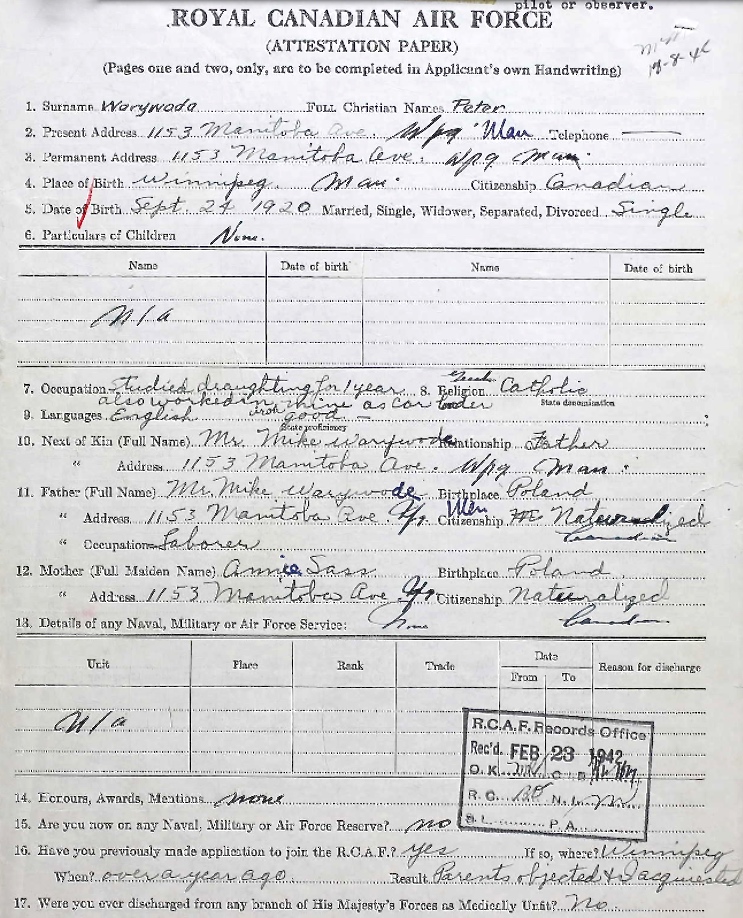 pilot or observer.
ROYAL CANADIAN AIR FORCE
(ATTESTATION PAPER)
(Pages one and two, only, are to be completed in Applicant's own Handwriting)
1. Surname Warywoda Full Christian Names Peter
2. Present Address 1153 Manitoba Ave. Wpg Man Telephone —
3. Permanent Address 1153 Manitoba Ave. Wpg Man.
4. Place of Birth Winnipeg. Man. Citizenship Canadian
5. Date of Birth Sept. 24 1920 Married, Single, Widower, Separated, Divorced Single
6. Particulars of Children None.
Name Date of birth Name Date of birth
N/a
7. Occupation Studied draughting for 1 year 8. Religion Greek Catholic
also worked in mine as car loader State denomination
9. Languages English good —
State proficiency
10. Next of Kin (Full Name) Mr. Mike Warywoda Relationship Father
" Address 1153 Manitoba Ave. Wpg Man.
11. Father (Full Name) Mr. Mike Warywode Birthplace Poland
" Address 1153 Manitoba Ave Man Citizenship Naturalized
Canadian
" Occupation Laborer
12. Mother (Full Maiden Name) Annie Sass Birthplace Poland
" Address 1153 Manitoba Ave Citizenship Naturalized
Canadian
13. Details of any Naval, Military or Air Force Service: None
Unit Place Rank Trade Date Reason for discharge
From To
N/a
R.C.A.F. Records Office
Rec'd. FEB 23 1942
O.K. C.I.B
R.C. N.I.
S.L. P.A.
14. Honours, Awards, Mentions none
15. Are you now on any Naval, Military or Air Force Reserve? no
16. Have you previously made application to join the R.C.A.F.? yes If so, where? Winnipeg
When? over a year ago Result Parents objected & I acquiested
17. Were you ever discharged from any branch of His Majesty's Forces as Medically Unfit? No